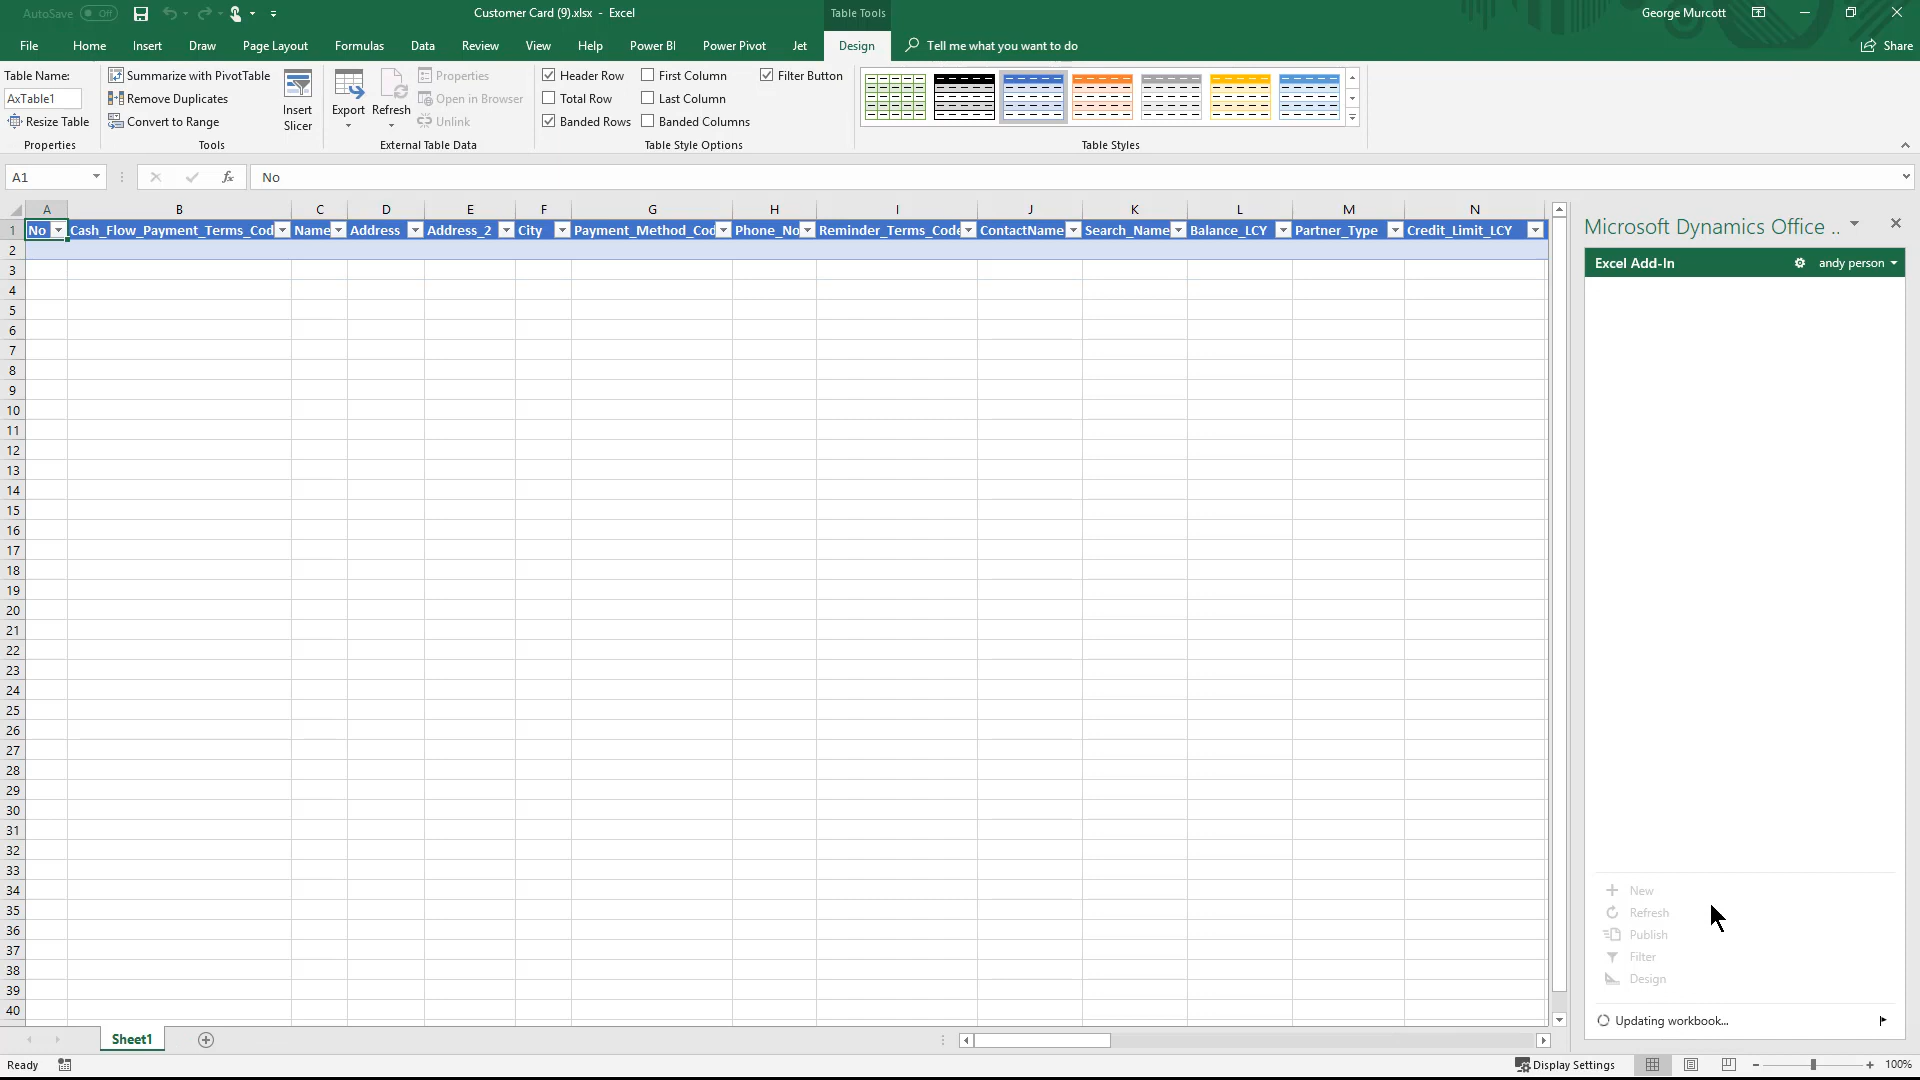 AutoSave Off Customer Card (9).xlsx - Excel Table Tools George Murcott
File Home Insert Draw Page Layout Formulas Data Review View Help Power BI Power Pivot Jet Design Tell me what you want to do Share
Table Name: Summarize with PivotTable Properties Header Row First Column Filter Button
AxTable1 Remove Duplicates Insert Slicer Export Refresh Open in Browser Total Row Last Column
Resize Table Convert to Range Unlink Banded Rows Banded Columns
Properties Tools External Table Data Table Style Options Table Styles
A1 fx No
A B C D E F G H I J K L M N
1 No Cash_Flow_Payment_Terms_Cod Name Address Address_2 City Payment_Method_Cod Phone_No Reminder_Terms_Code ContactName Search_Name Balance_LCY Partner_Type Credit_Limit_LCY
2
3
4
5
6
7
8
9
10
11
12
13
14
15
16
17
18
19
20
21
22
23
24
25
26
27
28
29
30
31
32
33
34
35
36
37
38
39
40
Microsoft Dynamics Office ..
Excel Add-In andy person
New
Refresh
Publish
Filter
Design
Updating workbook...
Sheet1
Ready Display Settings 100%